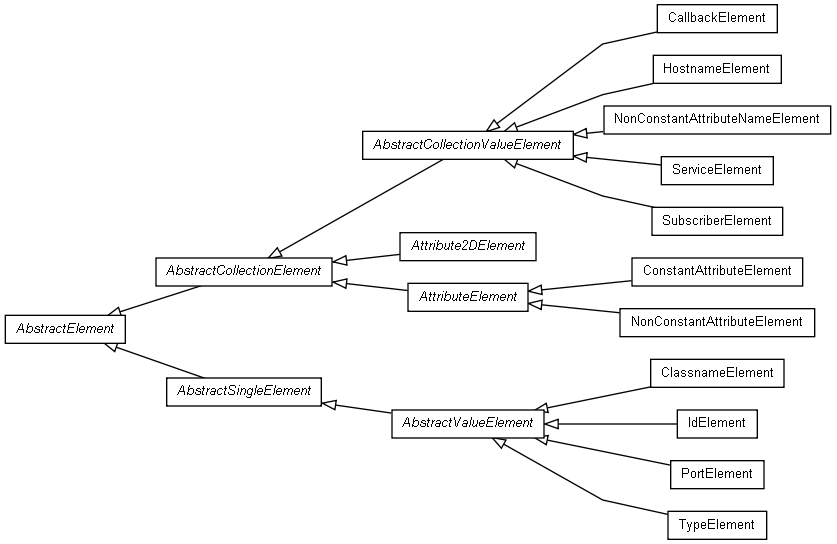 CallbackElement
HostnameElement
NonConstantAttributeNameElement
AbstractCollectionValueElement
ServiceElement
SubscriberElement
Attribute2DElement
AbstractCollectionElement
ConstantAttributeElement
AttributeElement
NonConstantAttributeElement
AbstractElement
ClassnameElement
AbstractSingleElement
AbstractValueElement
IdElement
PortElement
TypeElement